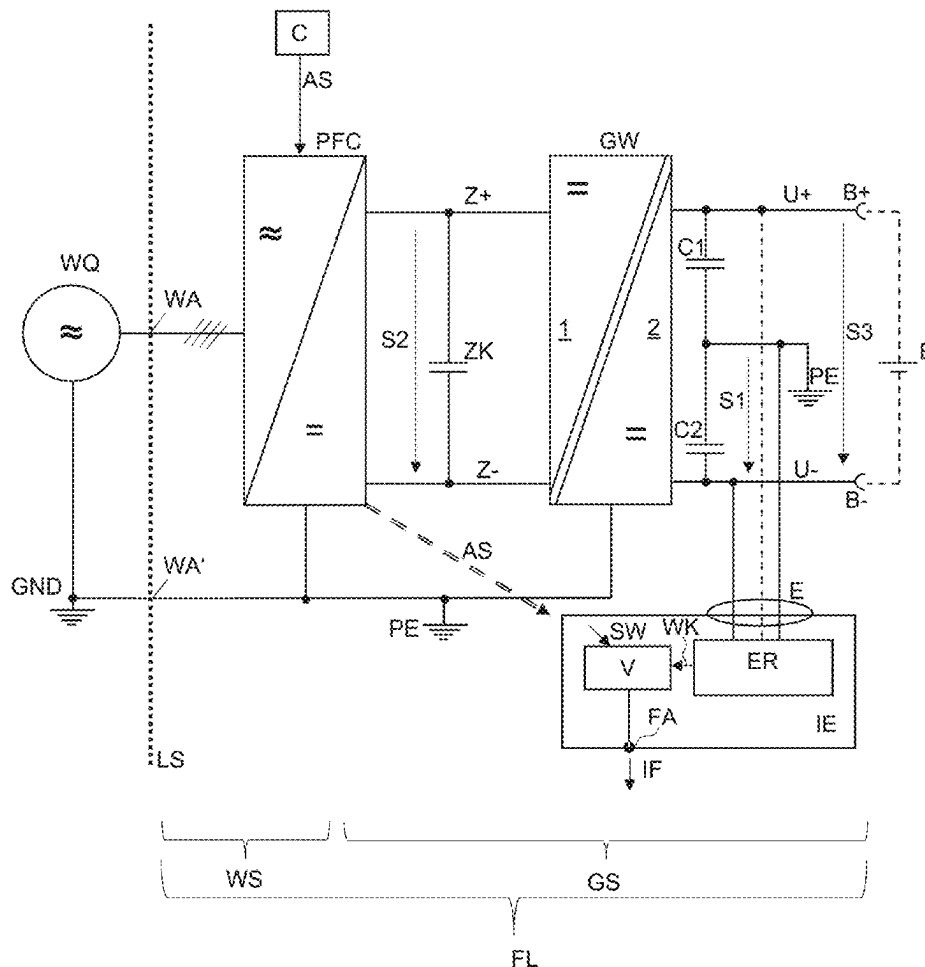 C
AS
PFC
GW
Z+
U+
B+
≈
=
C1
WQ
WA
≈
S2
ZK
1
2
S3
PE
S1
=
C2
=
Z-
U-
B-
AS
WA'
GND
E
PE
SW
WK
V
ER
FA
IE
LS
IF
WS
GS
FL